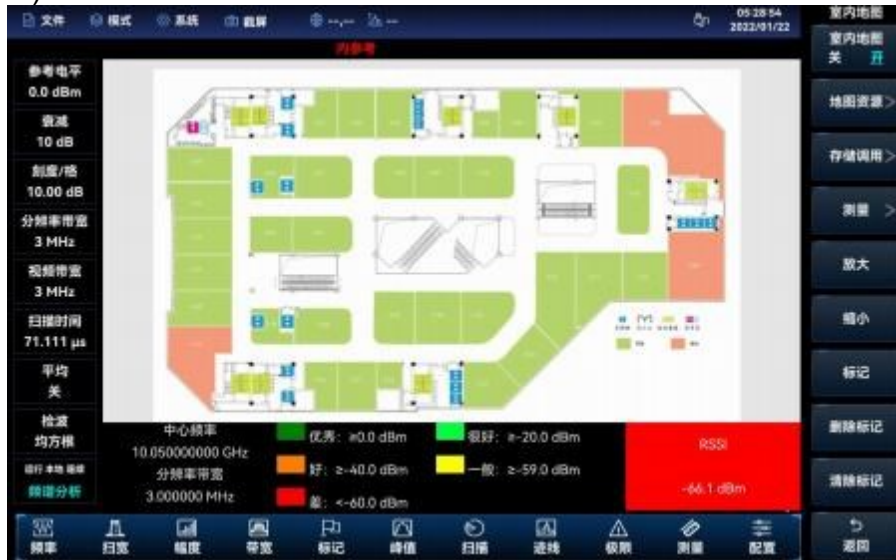 文件 模式 系统 截屏 --,-- -- 05:28:54
2022/01/22
内参考
参考电平
0.0 dBm
衰减
10 dB
刻度/格
10.00 dB
分辨率带宽
3 MHz
视频带宽
3 MHz
扫描时间
71.111 μs
平均
关
检波
均方根
运行 本地
频谱分析
中心频率
10.050000000 GHz
分辨率带宽
3.000000 MHz
优秀: ≥0.0 dBm
很好: ≥-20.0 dBm
好: ≥-40.0 dBm
一般: ≥-59.0 dBm
差: <-60.0 dBm
RSSI
-66.1 dBm
室内地图
室内地图
关 开
地图资源>
存储调用>
测量 >
放大
缩小
标记
删除标记
清除标记
返回
频率 扫宽 幅度 带宽 标记 峰值 扫描 迹线 极限 测量 配置